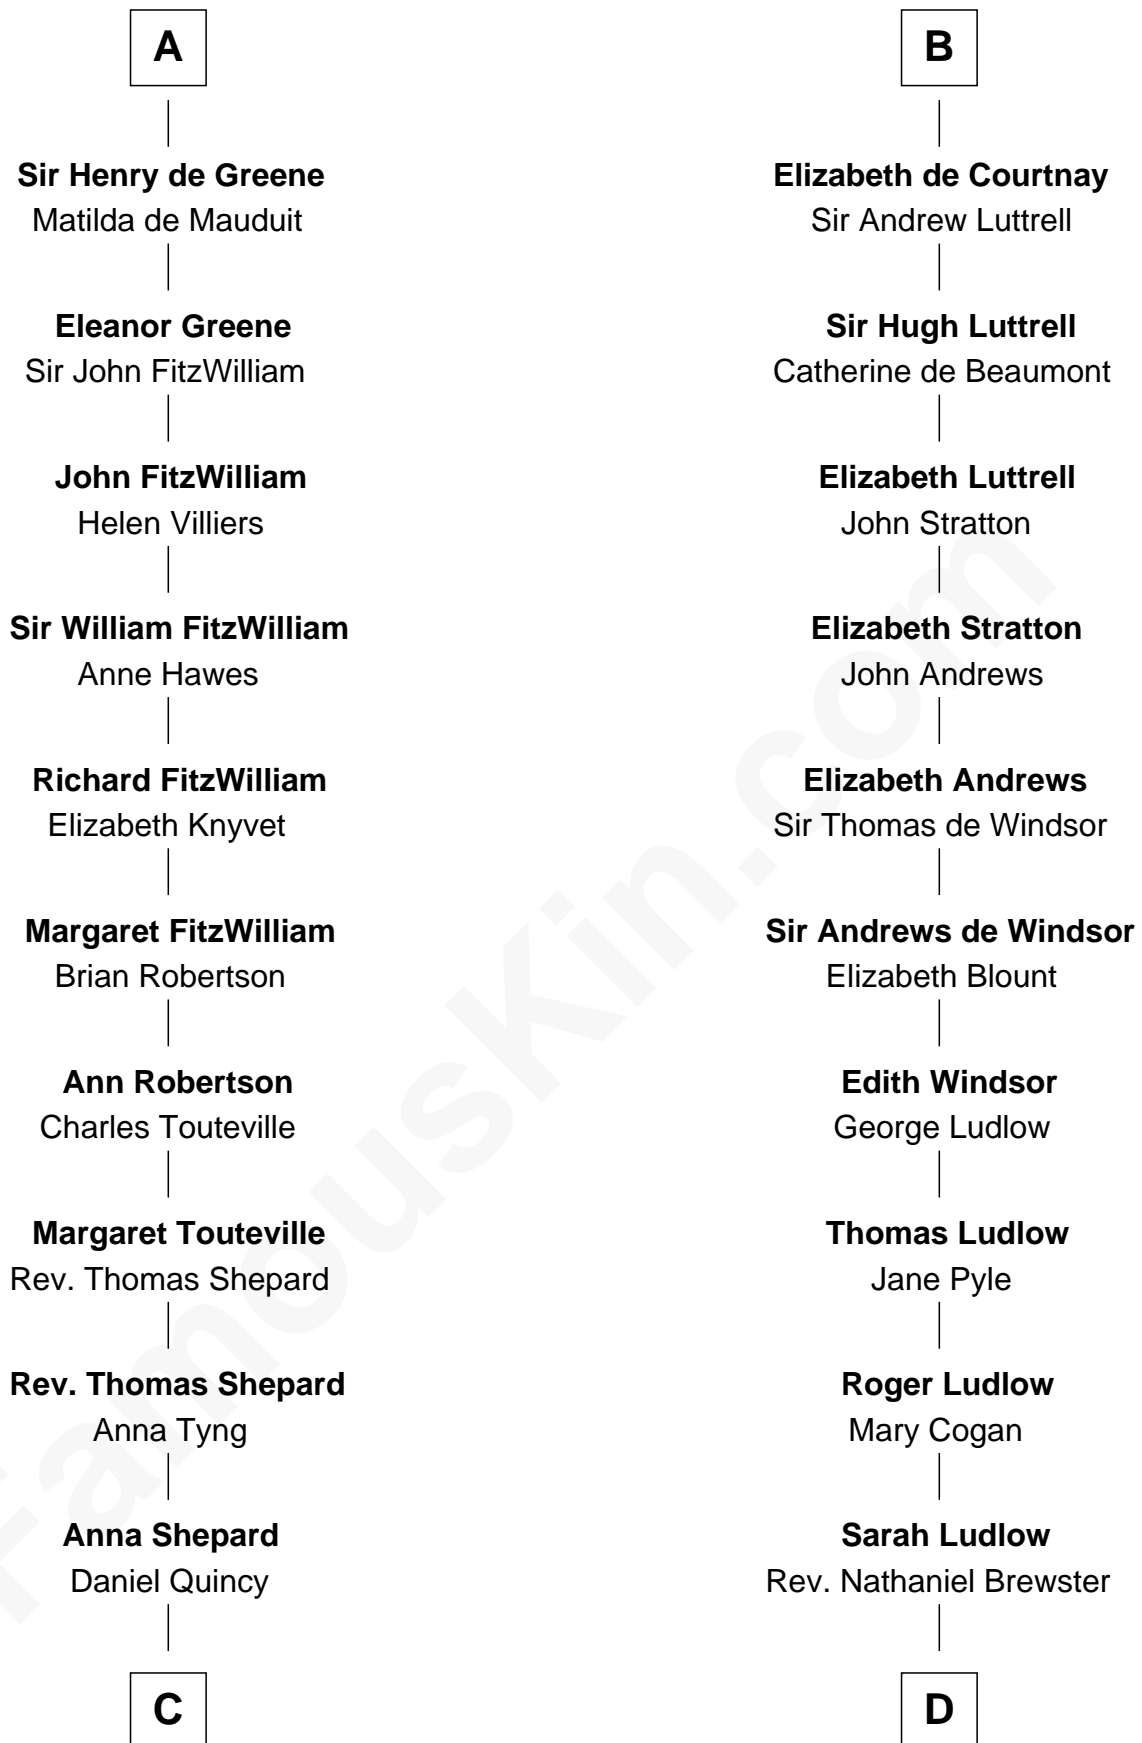 A
Sir Henry de Greene
Matilda de Mauduit
Eleanor Greene
Sir John FitzWilliam
John FitzWilliam
Helen Villiers
Sir William FitzWilliam
Anne Hawes
Richard FitzWilliam
Elizabeth Knyvet
Margaret FitzWilliam
Brian Robertson
Ann Robertson
Charles Touteville
Margaret Touteville
Rev. Thomas Shepard
Rev. Thomas Shepard
Anna Tyng
Anna Shepard
Daniel Quincy
C
B
Elizabeth de Courtnay
Sir Andrew Luttrell
Sir Hugh Luttrell
Catherine de Beaumont
Elizabeth Luttrell
John Stratton
Elizabeth Stratton
John Andrews
Elizabeth Andrews
Sir Thomas de Windsor
Sir Andrews de Windsor
Elizabeth Blount
Edith Windsor
George Ludlow
Thomas Ludlow
Jane Pyle
Roger Ludlow
Mary Cogan
Sarah Ludlow
Rev. Nathaniel Brewster
D
FamousKin.com